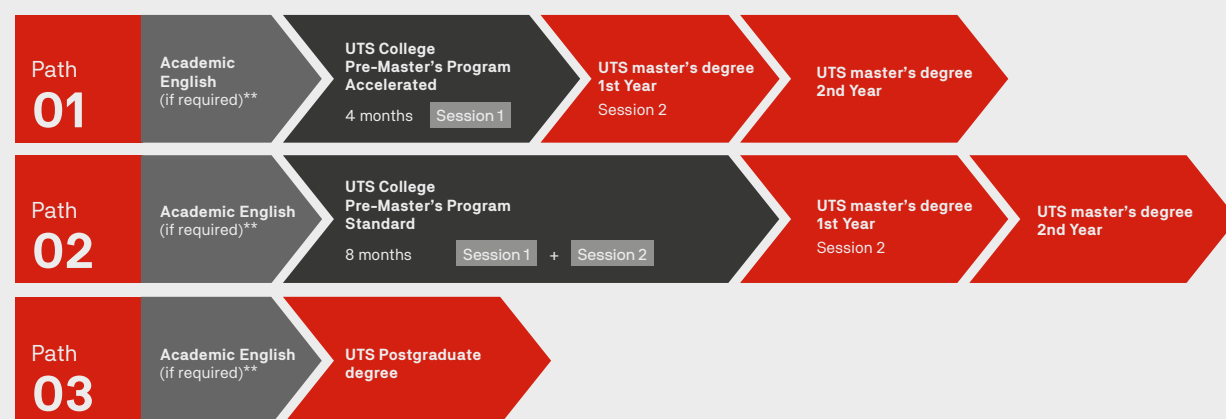 Path
01
Academic
English
(if required)**
UTS College
Pre-Master's Program
Accelerated
4 months Session 1
UTS master's degree
1st Year
Session 2
UTS master's degree
2nd Year
Path
02
Academic English
(if required)**
UTS College
Pre-Master's Program
Standard
8 months Session 1 + Session 2
UTS master's degree
1st Year
Session 2
UTS master's degree
2nd Year
Path
03
Academic English
(if required)**
UTS Postgraduate
degree